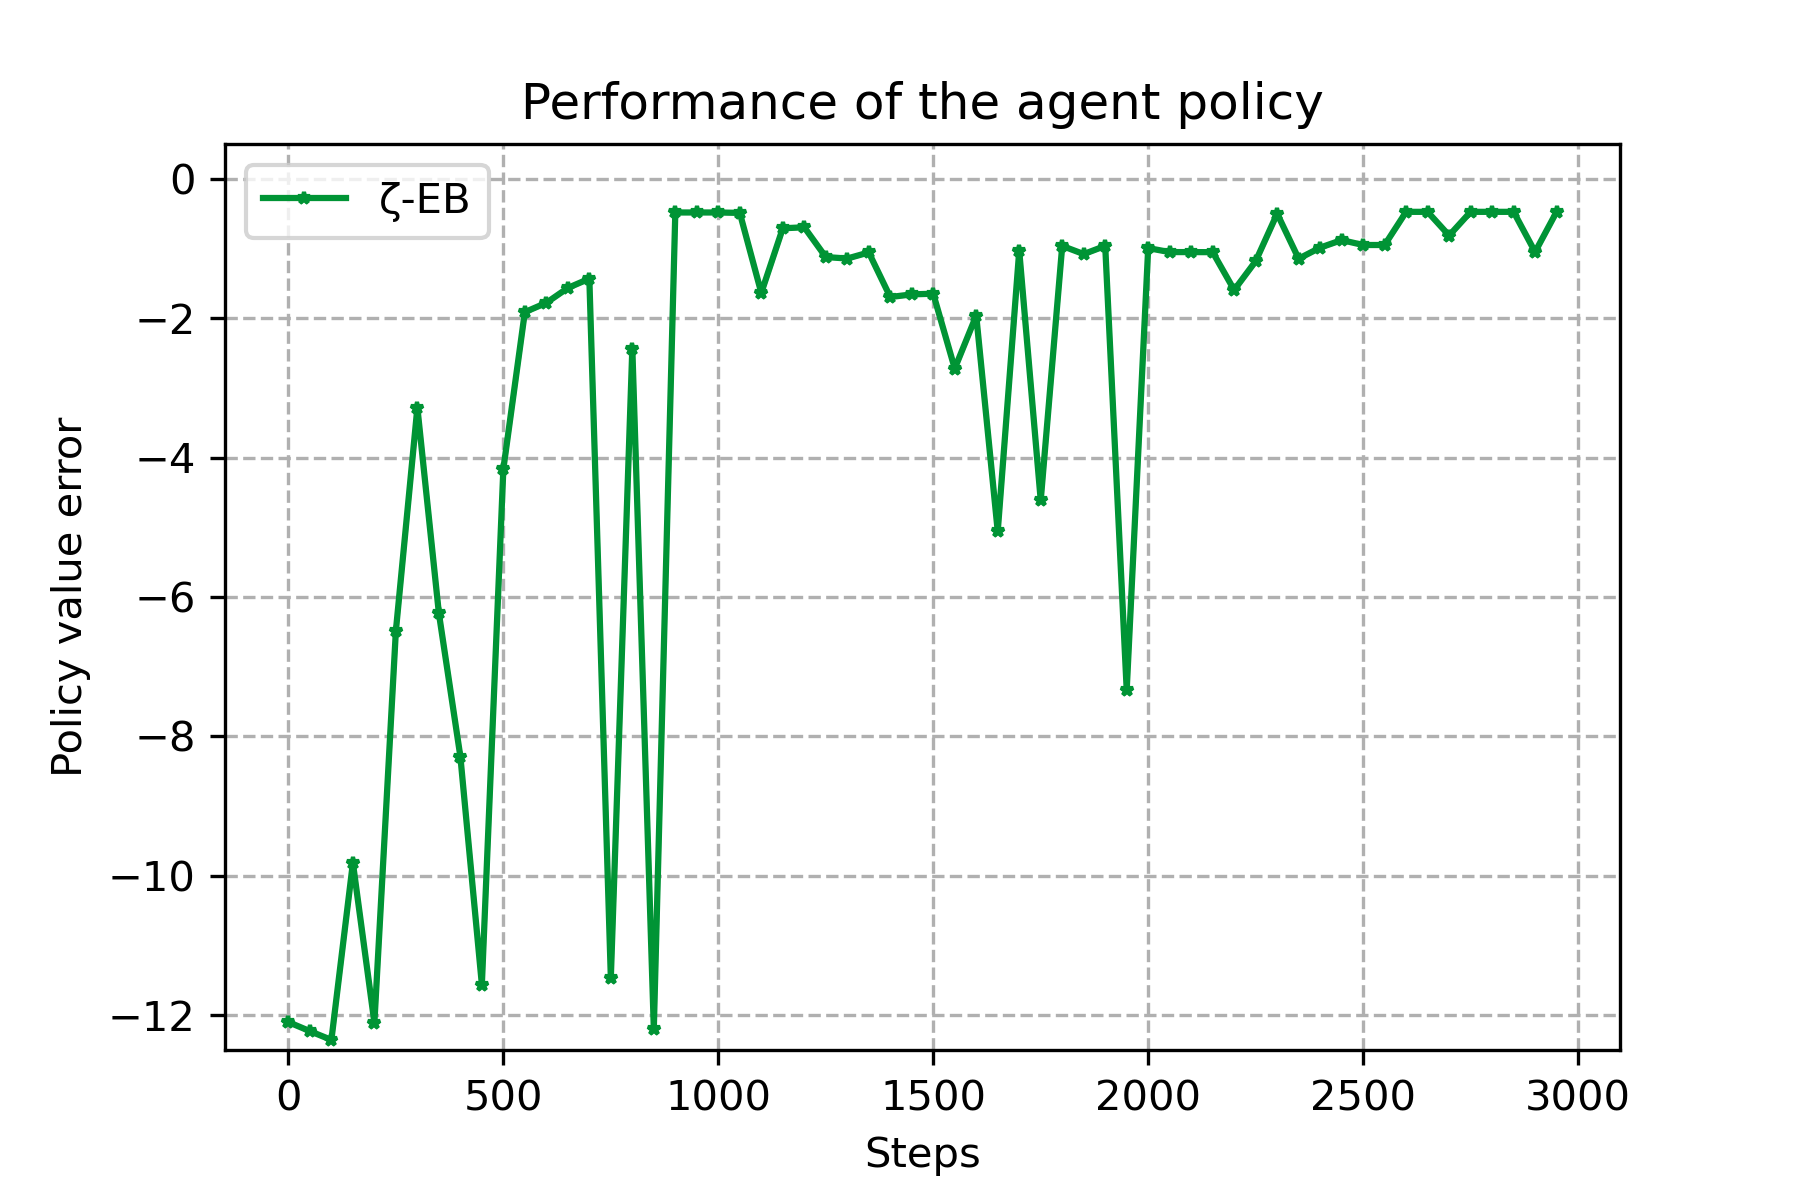 Performance of the agent policy
ζ-EB
Policy value error
0
−2
−4
−6
−8
−10
−12
0 500 1000 1500 2000 2500 3000
Steps